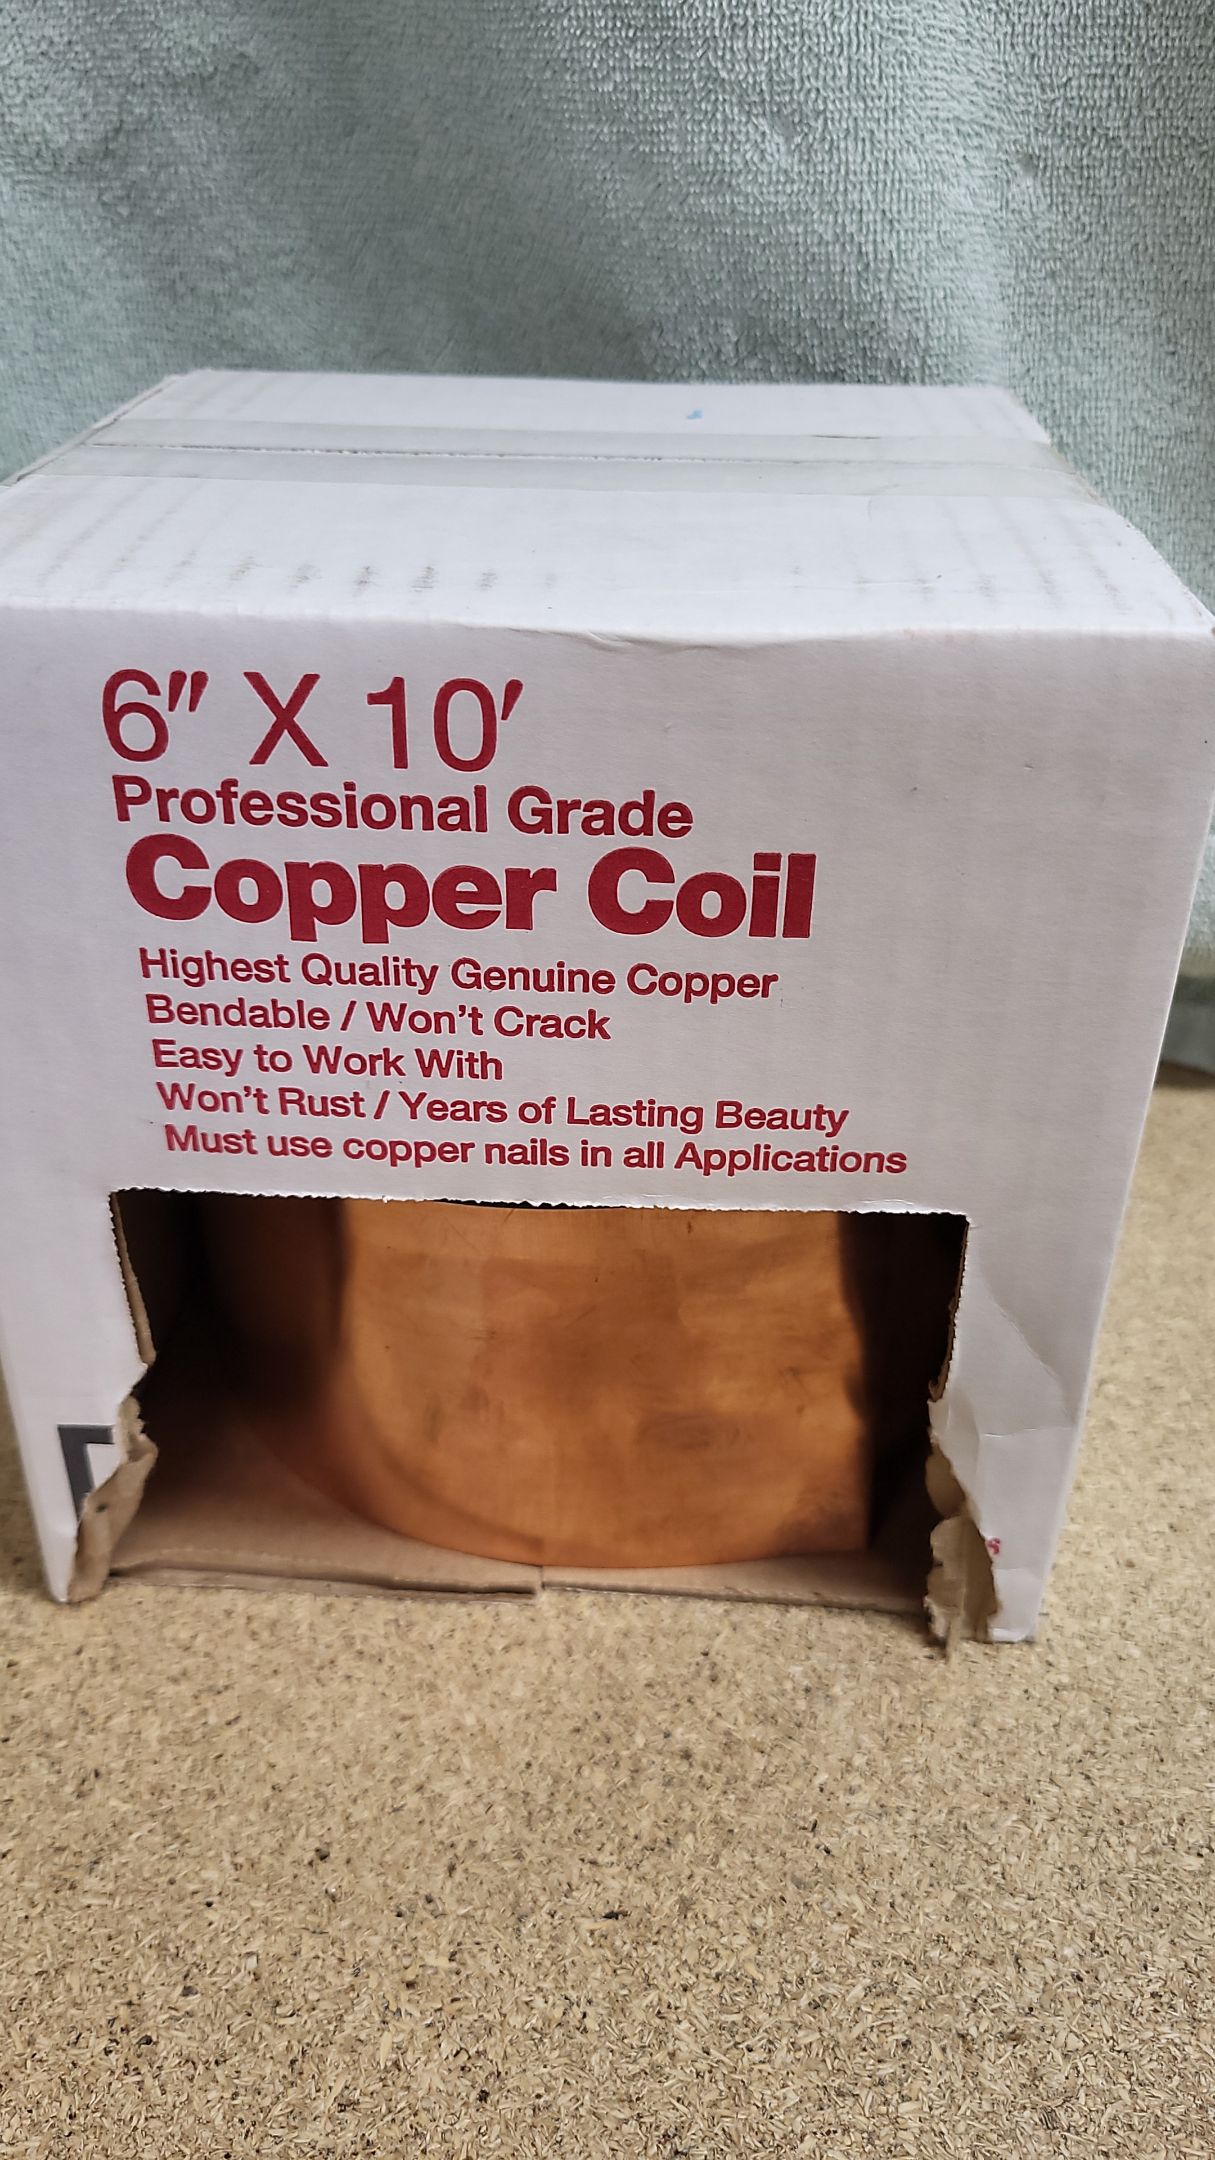 6" X 10'
Professional Grade
Copper Coil
Highest Quality Genuine Copper
Bendable / Won't Crack
Easy to Work With
Won't Rust / Years of Lasting Beauty
Must use copper nails in all Applications